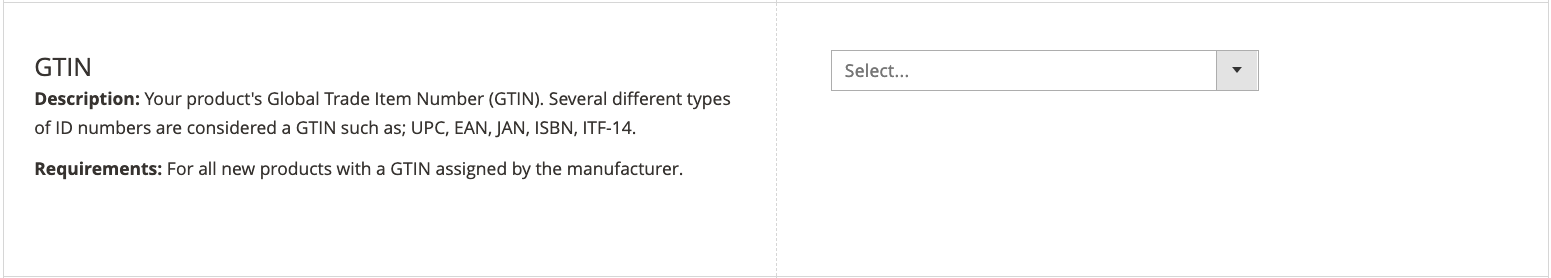 GTIN
Description: Your product's Global Trade Item Number (GTIN). Several different types
of ID numbers are considered a GTIN such as; UPC, EAN, JAN, ISBN, ITF-14.
Requirements: For all new products with a GTIN assigned by the manufacturer.
Select...